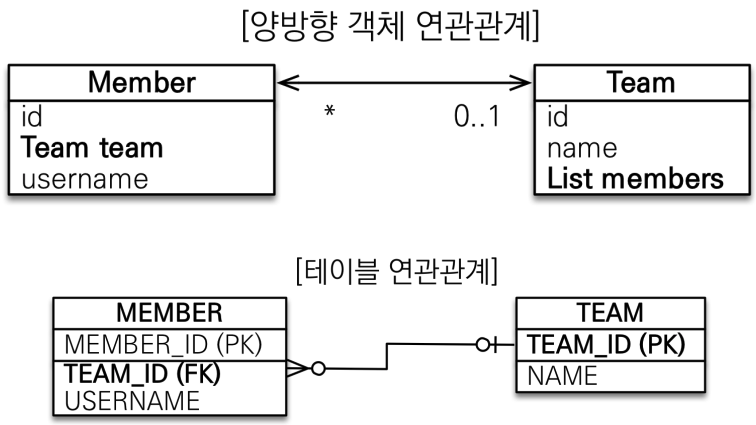 [양방향 객체 연관관계]
Member
id
Team team
username
*
0..1
Team
id
name
List members
[테이블 연관관계]
MEMBER
MEMBER_ID (PK)
TEAM_ID (FK)
USERNAME
TEAM
TEAM_ID (PK)
NAME